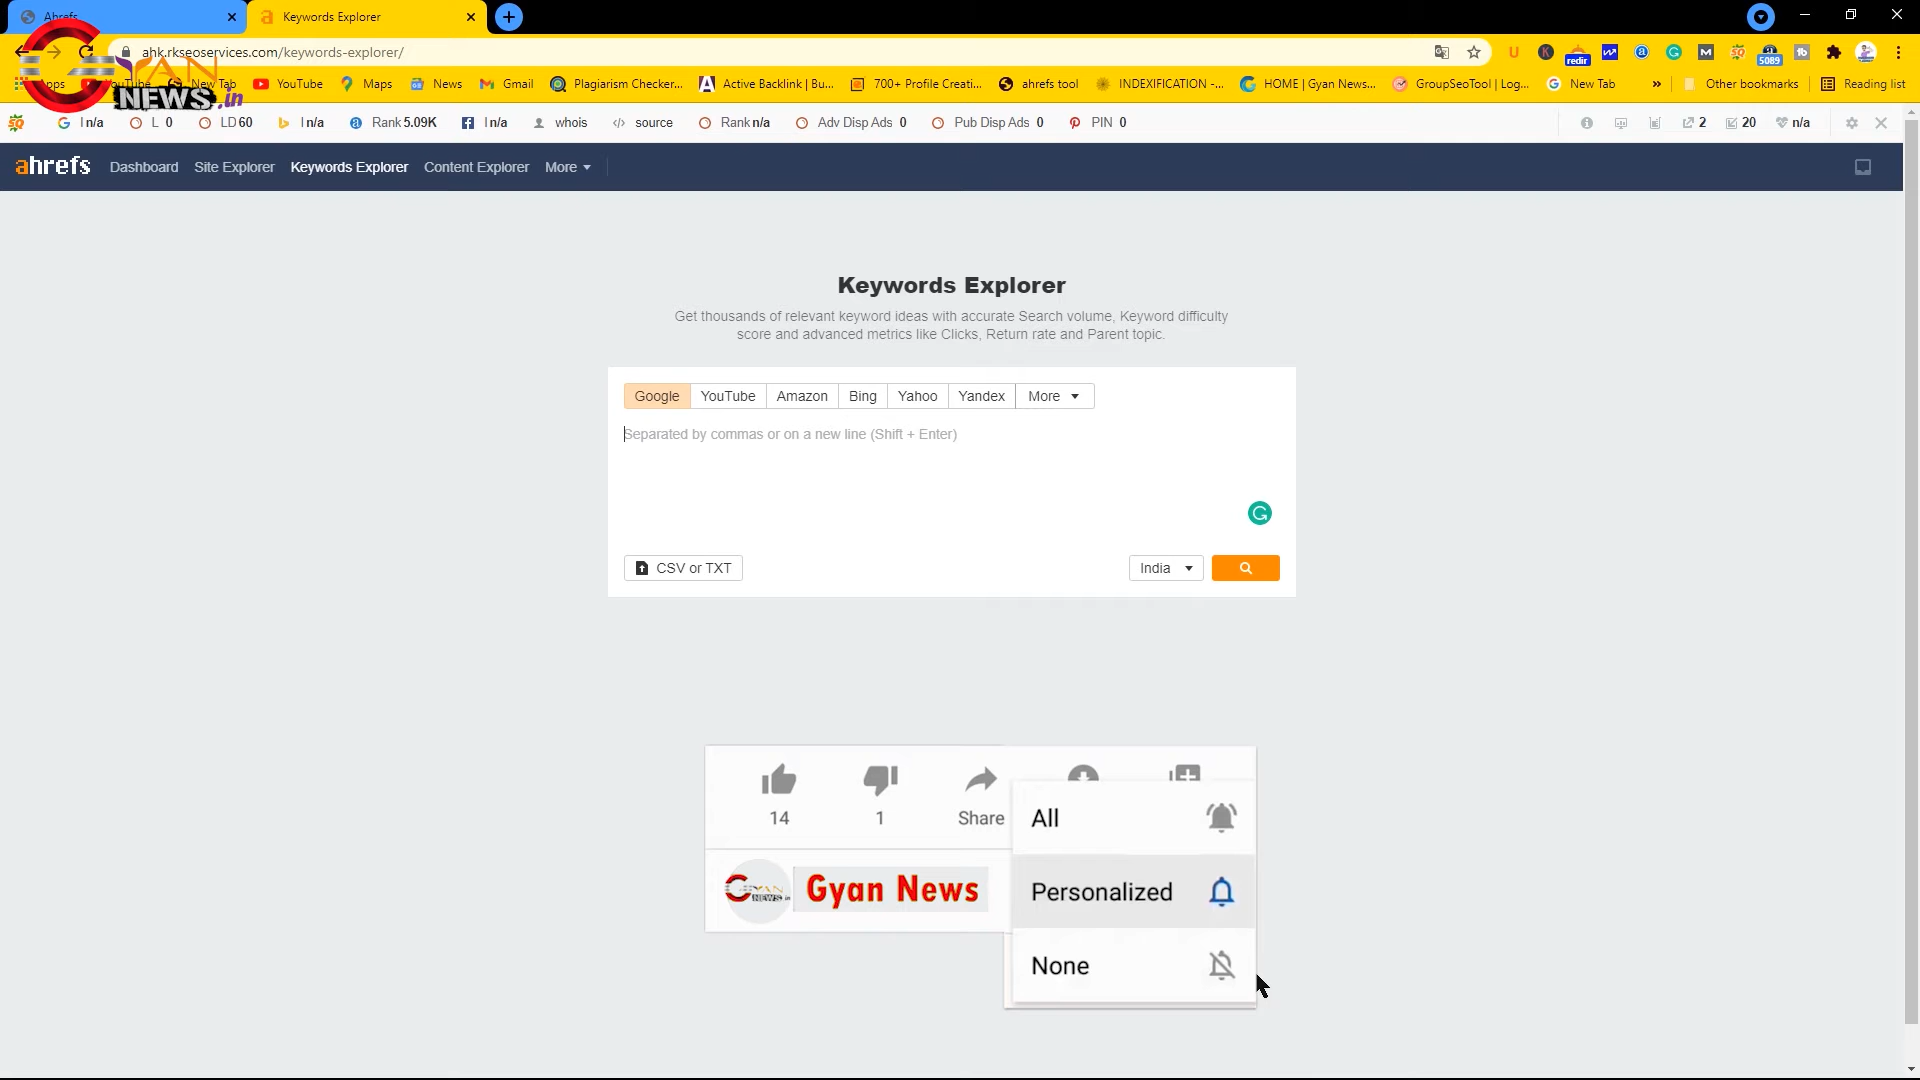 Ahrefs
Keywords Explorer
GYAN
NEWS.in
ahk.rkseoservices.com/keywords-explorer/
redir
5089
YouTube
Maps
News
Gmail
Plagiarism Checker...
Active Backlink | Bu...
700+ Profile Creati...
ahrefs tool
INDEXIFICATION -...
HOME | Gyan News...
GroupSeoTool | Log...
New Tab
»
Other bookmarks
Reading list
SQ
I n/a
L 0
LD 60
I n/a
Rank 5.09K
I n/a
whois
source
Rank n/a
Adv Disp Ads 0
Pub Disp Ads 0
PIN 0
2
20
n/a
ahrefs
Dashboard
Site Explorer
Keywords Explorer
Content Explorer
More
Keywords Explorer
Get thousands of relevant keyword ideas with accurate Search volume, Keyword difficulty
score and advanced metrics like Clicks, Return rate and Parent topic.
Google
YouTube
Amazon
Bing
Yahoo
Yandex
More
Separated by commas or on a new line (Shift + Enter)
CSV or TXT
India
14
1
Share
All
Gyan News
Personalized
None